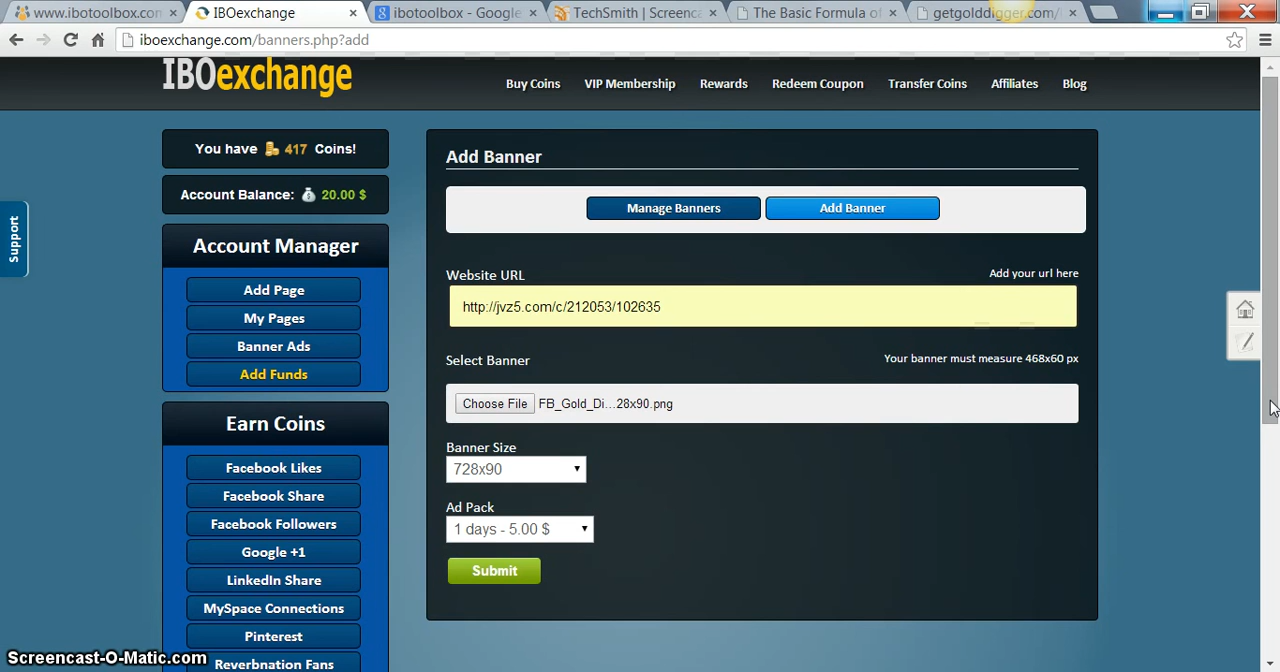 www.ibotoolbox.con
IBOexchange
ibotoolbox - Google
TechSmith | Screenca
The Basic Formula of
getgolddigger.com/
iboexchange.com/banners.php?add
IBOexchange
Buy Coins
VIP Membership
Rewards
Redeem Coupon
Transfer Coins
Affiliates
Blog
You have 417 Coins!
Account Balance: 20.00 $
Support
Account Manager
Add Page
My Pages
Banner Ads
Add Funds
Earn Coins
Facebook Likes
Facebook Share
Facebook Followers
Google +1
LinkedIn Share
MySpace Connections
Pinterest
Reverbnation Fans
Add Banner
Manage Banners
Add Banner
Website URL
Add your url here
http://jvz5.com/c/212053/102635
Select Banner
Your banner must measure 468x60 px
Choose File FB_Gold_Di...28x90.png
Banner Size
728x90
Ad Pack
1 days - 5.00 $
Submit
Screencast-O-Matic.com